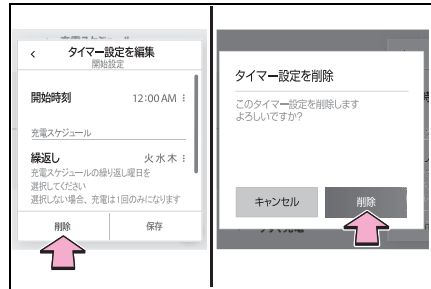 タイマー設定を編集
開始設定
開始時刻 12:00 AM
充電スケジュール
繰返し 火水木
充電スケジュールの繰り返し曜日を
選択してください
選択しない場合、充電は1回のみになります
削除 保存
タイマー設定を削除
このタイマー設定を削除します
よろしいですか?
キャンセル 削除